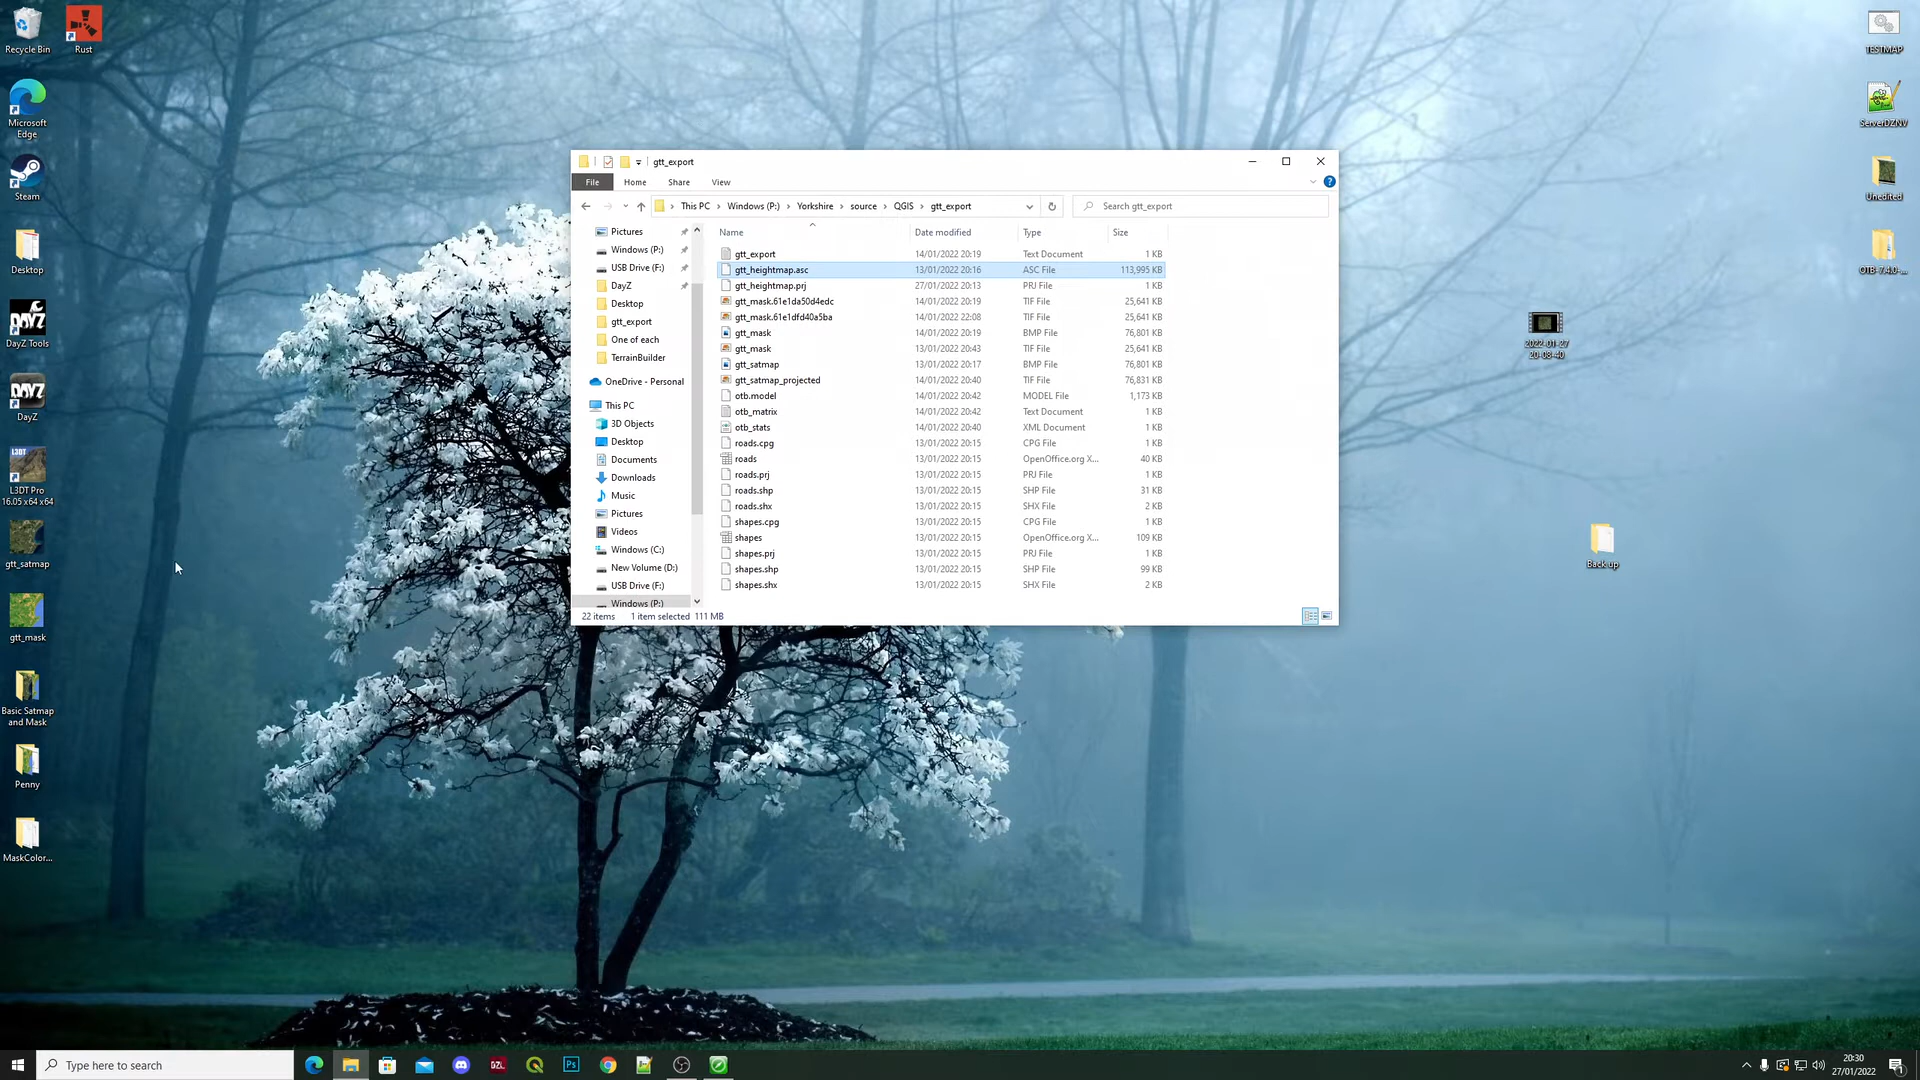 Recycle Bin
Rust
Microsoft
Edge
Steam
Desktop
DAYZ
DayZ Tools
DAYZ
DayZ
L3DT
L3DT Pro
16.05 x64 x64
gtt_satmap
gtt_mask
Basic Satmap
and Mask
Penny
MaskColor...
gtt_export
File Home Share View
This PC > Windows (P:) > Yorkshire > source > QGIS > gtt_export
Search gtt_export
Pictures
Windows (P:)
USB Drive (F:)
DayZ
Desktop
gtt_export
One of each
TerrainBuilder
OneDrive - Personal
This PC
3D Objects
Desktop
Documents
Downloads
Music
Pictures
Videos
Windows (C:)
New Volume (D:)
USB Drive (F:)
Windows (P:)
Name Date modified Type Size
gtt_export 14/01/2022 20:19 Text Document 1 KB
gtt_heightmap.asc 13/01/2022 20:16 ASC File 113,995 KB
gtt_heightmap.prj 27/01/2022 20:13 PRJ File 1 KB
gtt_mask.61e1da50d4edc 14/01/2022 20:19 TIF File 25,641 KB
gtt_mask.61e1dfd40a5ba 14/01/2022 22:08 TIF File 25,641 KB
gtt_mask 14/01/2022 20:19 BMP File 76,801 KB
gtt_mask 13/01/2022 20:43 TIF File 25,641 KB
gtt_satmap 13/01/2022 20:17 BMP File 76,801 KB
gtt_satmap_projected 14/01/2022 20:40 TIF File 76,831 KB
otb.model 14/01/2022 20:42 MODEL File 1,173 KB
otb_matrix 14/01/2022 20:42 Text Document 1 KB
otb_stats 14/01/2022 20:40 XML Document 1 KB
roads.cpg 13/01/2022 20:15 CPG File 1 KB
roads 13/01/2022 20:15 OpenOffice.org X... 40 KB
roads.prj 13/01/2022 20:15 PRJ File 1 KB
roads.shp 13/01/2022 20:15 SHP File 31 KB
roads.shx 13/01/2022 20:15 SHX File 2 KB
shapes.cpg 13/01/2022 20:15 CPG File 1 KB
shapes 13/01/2022 20:15 OpenOffice.org X... 109 KB
shapes.prj 13/01/2022 20:15 PRJ File 1 KB
shapes.shp 13/01/2022 20:15 SHP File 99 KB
shapes.shx 13/01/2022 20:15 SHX File 2 KB
22 items 1 item selected 111 MB
TESTMAP
ServerDZNV
Unedited
OTB-7.4.0-...
2022-01-27
20-08-40
Back up
Type here to search
DZL
Ps
20:30
27/01/2022